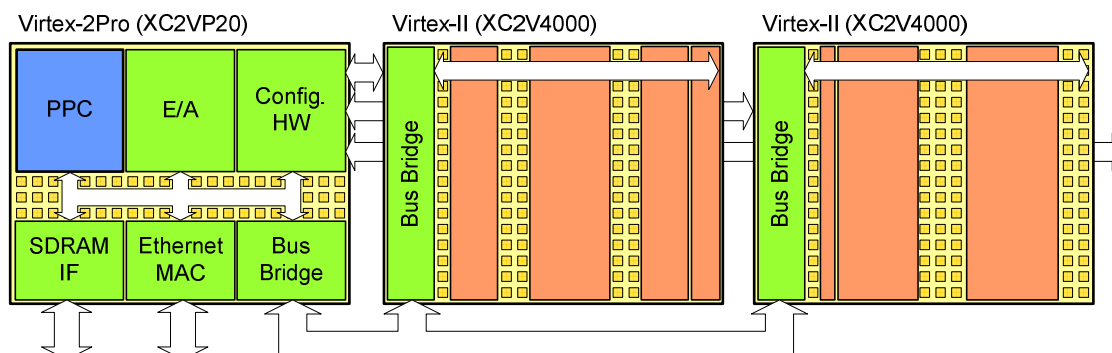 Virtex-2Pro (XC2VP20)
Virtex-II (XC2V4000)
Virtex-II (XC2V4000)
PPC
E/A
Config.
HW
SDRAM
IF
Ethernet
MAC
Bus
Bridge
Bus Bridge
Bus Bridge